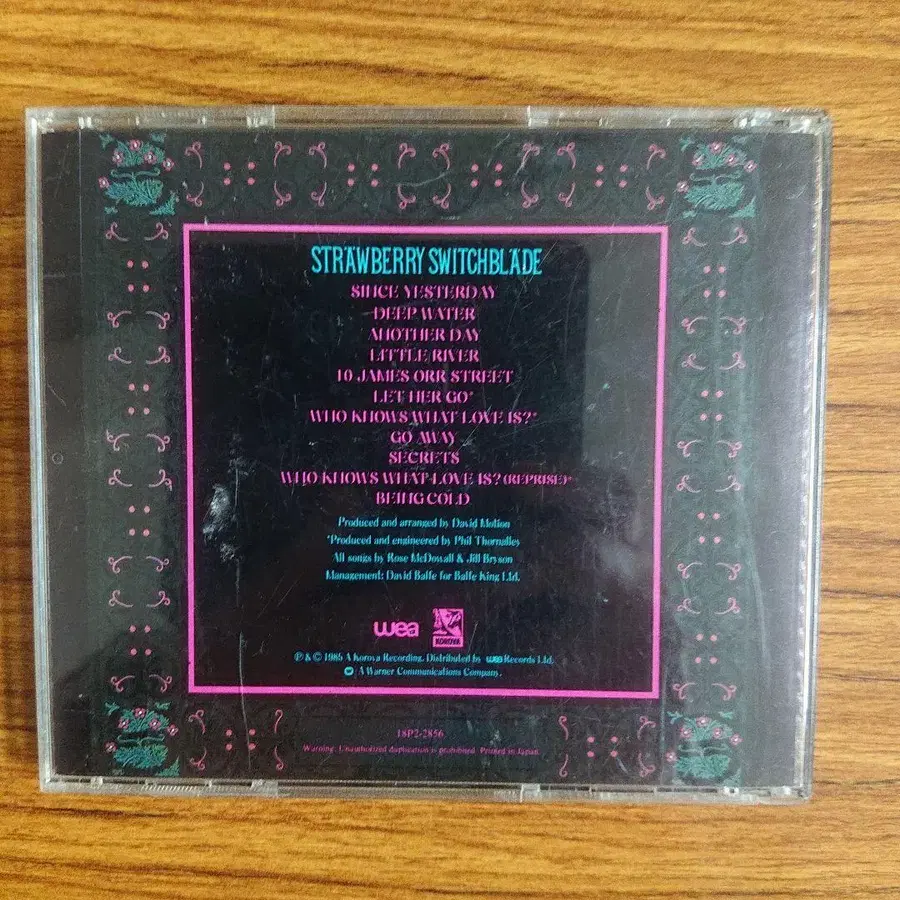 STRÄWBERRY SWITCHBLÄDE
SINCE YESTERDAY
DEEP WATER
ANOTHER DAY
LITTLE RIVER
10 JAMES ORR STREET
LET HER GO*
WHO KNOWS WHAT LOVE IS?*
GO AWAY
SECRETS
WHO KNOWS WHAT LOVE IS? (REPRISE)*
BEING COLD
Produced and arranged by David Motion
*Produced and engineered by Phil Thornalley
All songs by Rose McDowall & Jill Bryson
Management: David Balfe for Balfe King Ltd.
wea
KOROVA
℗ & © 1985 A Korova Recording. Distributed by wea Records Ltd.
A Warner Communications Company.
18P2-2856
Warning: Unauthorized duplication is prohibited. Printed in Japan